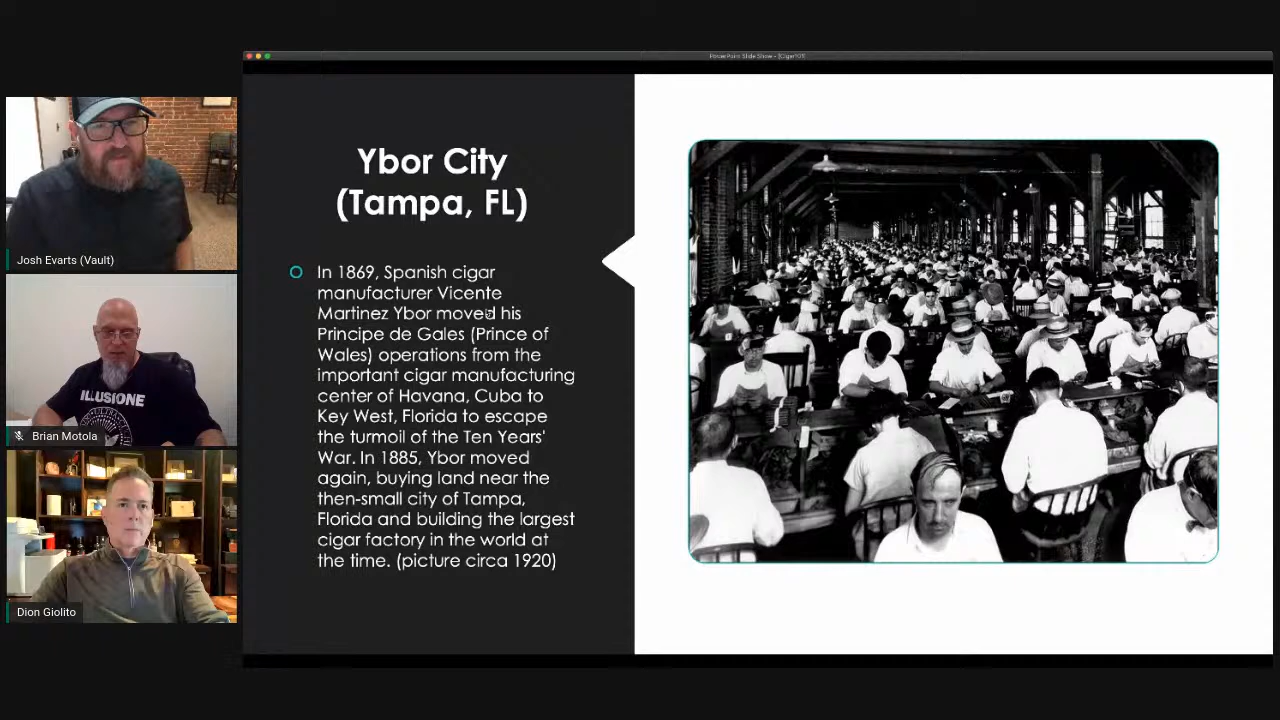 PowerPoint Slide Show - [Cigar101]
Ybor City
(Tampa, FL)
In 1869, Spanish cigar
manufacturer Vicente
Martinez Ybor moved his
Principe de Gales (Prince of
Wales) operations from the
important cigar manufacturing
center of Havana, Cuba to
Key West, Florida to escape
the turmoil of the Ten Years'
War. In 1885, Ybor moved
again, buying land near the
then-small city of Tampa,
Florida and building the largest
cigar factory in the world at
the time. (picture circa 1920)
Josh Evarts (Vault)
ILLUSIONE
Brian Motola
Dion Giolito